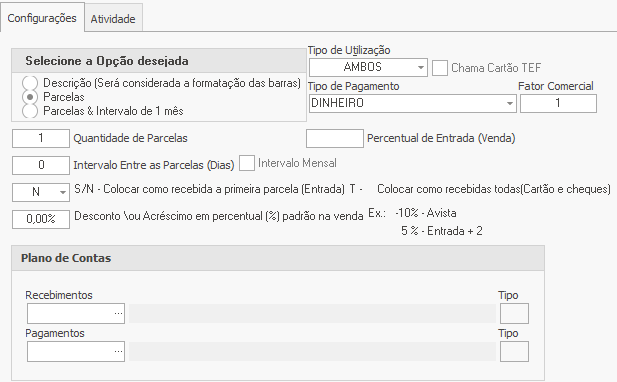 Configurações
Atividade
Selecione a Opção desejada
Descrição (Será considerada a formatação das barras)
Parcelas
Parcelas & Intervalo de 1 mês
Tipo de Utilização
AMBOS
Chama Cartão TEF
Tipo de Pagamento
Fator Comercial
DINHEIRO
1
1 Quantidade de Parcelas
Percentual de Entrada (Venda)
0 Intervalo Entre as Parcelas (Dias)
Intervalo Mensal
N S/N - Colocar como recebida a primeira parcela (Entrada) T - Colocar como recebidas todas(Cartão e cheques)
0,00% Desconto \ou Acréscimo em percentual (%) padrão na venda Ex.: -10% - Avista
5 % - Entrada + 2
Plano de Contas
Recebimentos
Tipo
...
Pagamentos
Tipo
...